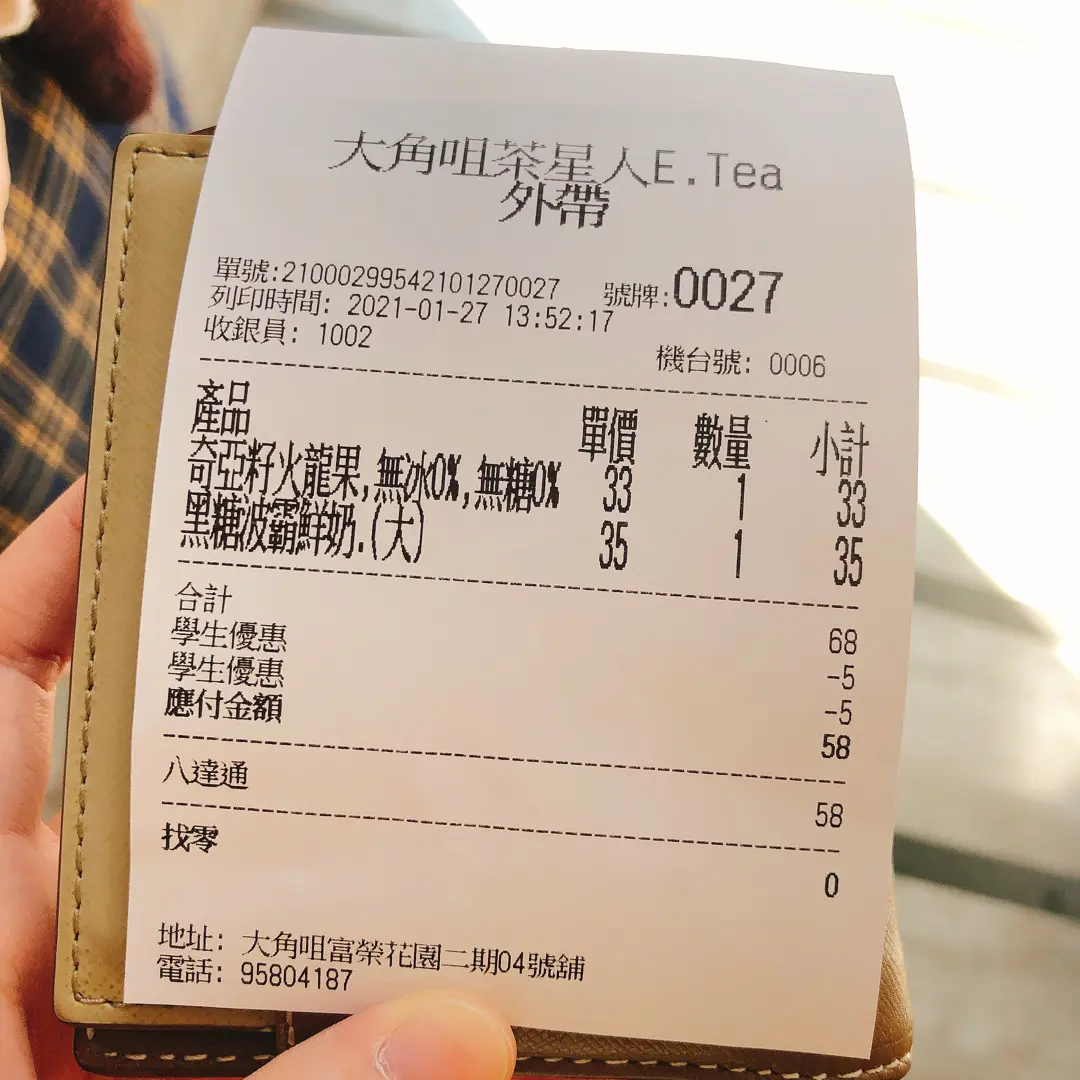 大角咀茶星人E.Tea
外帶
單號:21000299542101270027 號牌:0027
列印時間: 2021-01-27 13:52:17
收銀員: 1002 機台號: 0006
產品 單價 數量 小計
奇亞籽火龍果,無冰0%,無糖0% 33 1 33
黑糖波霸鮮奶.(大) 35 1 35
合計 68
學生優惠 -5
學生優惠 -5
應付金額 58
八達通 58
找零 0
地址: 大角咀富榮花園二期04號舖
電話: 95804187